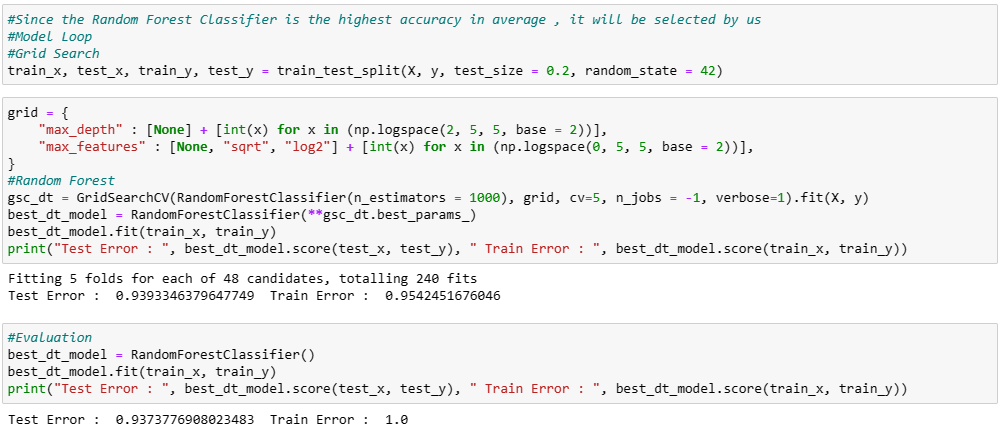 #Since the Random Forest Classifier is the highest accuracy in average , it will be selected by us
#Model Loop
#Grid Search
train_x, test_x, train_y, test_y = train_test_split(X, y, test_size = 0.2, random_state = 42)
grid = {
    "max_depth" : [None] + [int(x) for x in (np.logspace(2, 5, 5, base = 2))],
    "max_features" : [None, "sqrt", "log2"] + [int(x) for x in (np.logspace(0, 5, 5, base = 2))],
}
#Random Forest
gsc_dt = GridSearchCV(RandomForestClassifier(n_estimators = 1000), grid, cv=5, n_jobs = -1, verbose=1).fit(X, y)
best_dt_model = RandomForestClassifier(**gsc_dt.best_params_)
best_dt_model.fit(train_x, train_y)
print("Test Error : ", best_dt_model.score(test_x, test_y), " Train Error : ", best_dt_model.score(train_x, train_y))
Fitting 5 folds for each of 48 candidates, totalling 240 fits
Test Error :  0.9393346379647749  Train Error :  0.9542451676046
#Evaluation
best_dt_model = RandomForestClassifier()
best_dt_model.fit(train_x, train_y)
print("Test Error : ", best_dt_model.score(test_x, test_y), " Train Error : ", best_dt_model.score(train_x, train_y))
Test Error :  0.9373776908023483  Train Error :  1.0